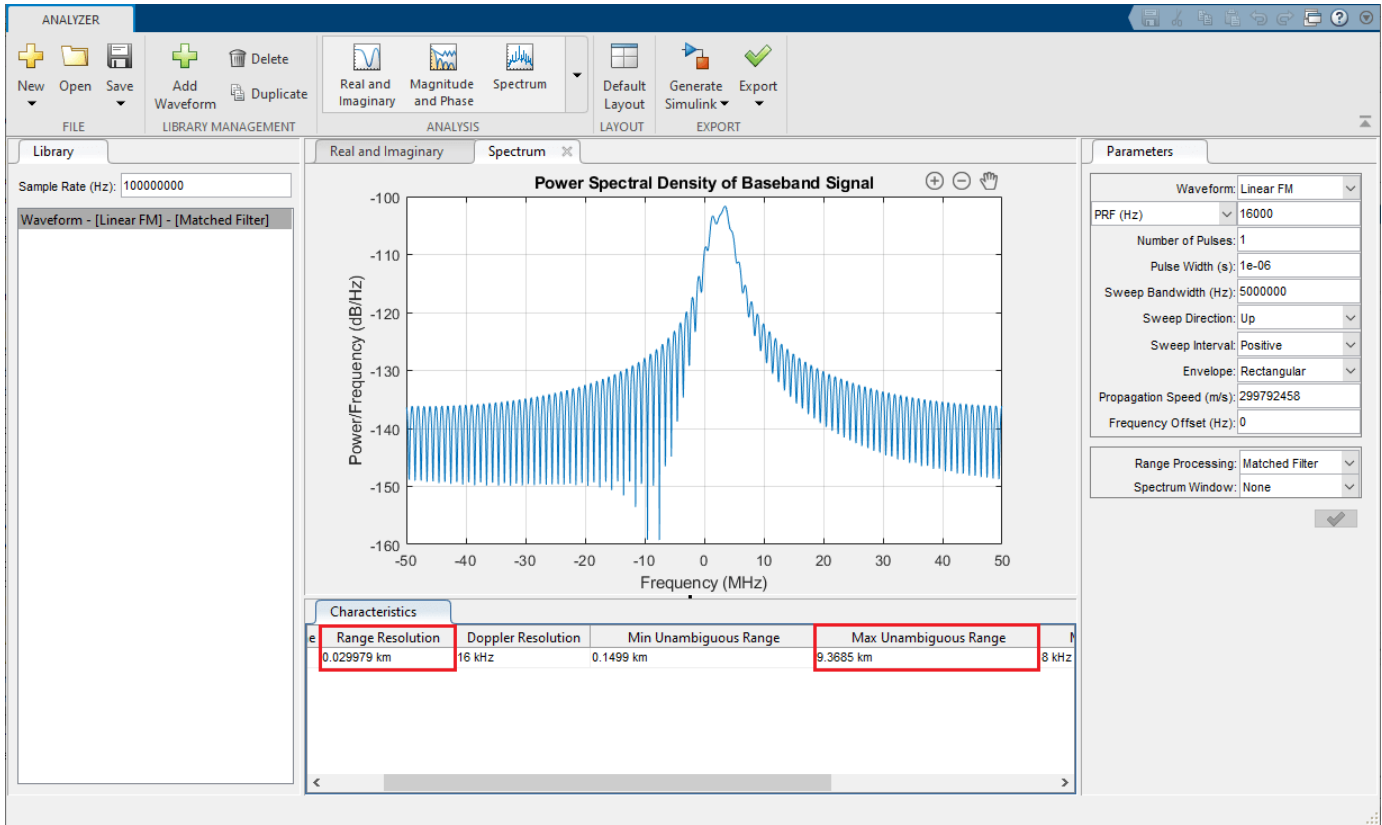 ANALYZER
New
Open
Save
Add Waveform
Delete
Duplicate
Real and Imaginary
Magnitude and Phase
Spectrum
Default Layout
Generate Simulink
Export
FILE
LIBRARY MANAGEMENT
ANALYSIS
LAYOUT
EXPORT
Library
Sample Rate (Hz): 100000000
Waveform - [Linear FM] - [Matched Filter]
Real and Imaginary
Spectrum
Power Spectral Density of Baseband Signal
Power/Frequency (dB/Hz)
-100
-110
-120
-130
-140
-150
-160
-50 -40 -30 -20 -10 0 10 20 30 40 50
Frequency (MHz)
Characteristics
e Range Resolution Doppler Resolution Min Unambiguous Range Max Unambiguous Range
0.029979 km 16 kHz 0.1499 km 9.3685 km 8 kHz
Parameters
Waveform: Linear FM
PRF (Hz) 16000
Number of Pulses: 1
Pulse Width (s): 1e-06
Sweep Bandwidth (Hz): 5000000
Sweep Direction: Up
Sweep Interval: Positive
Envelope: Rectangular
Propagation Speed (m/s): 299792458
Frequency Offset (Hz): 0
Range Processing: Matched Filter
Spectrum Window: None